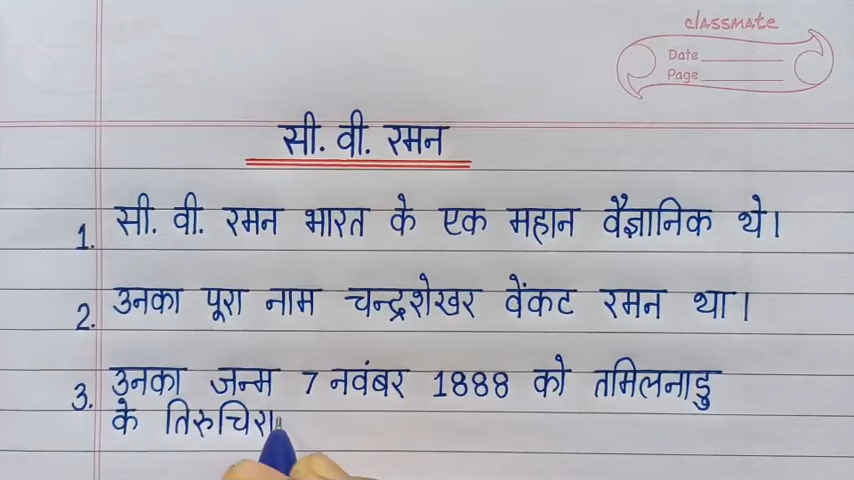 classmate
Date
Page
सी. वी. रमन
1. सी. वी. रमन भारत के एक महान वैज्ञानिक थे।
2. उनका पूरा नाम चन्द्रशेखर वेंकट रमन था।
3. उनका जन्म 7 नवंबर 1888 को तमिलनाडु
के तिरुचिरा